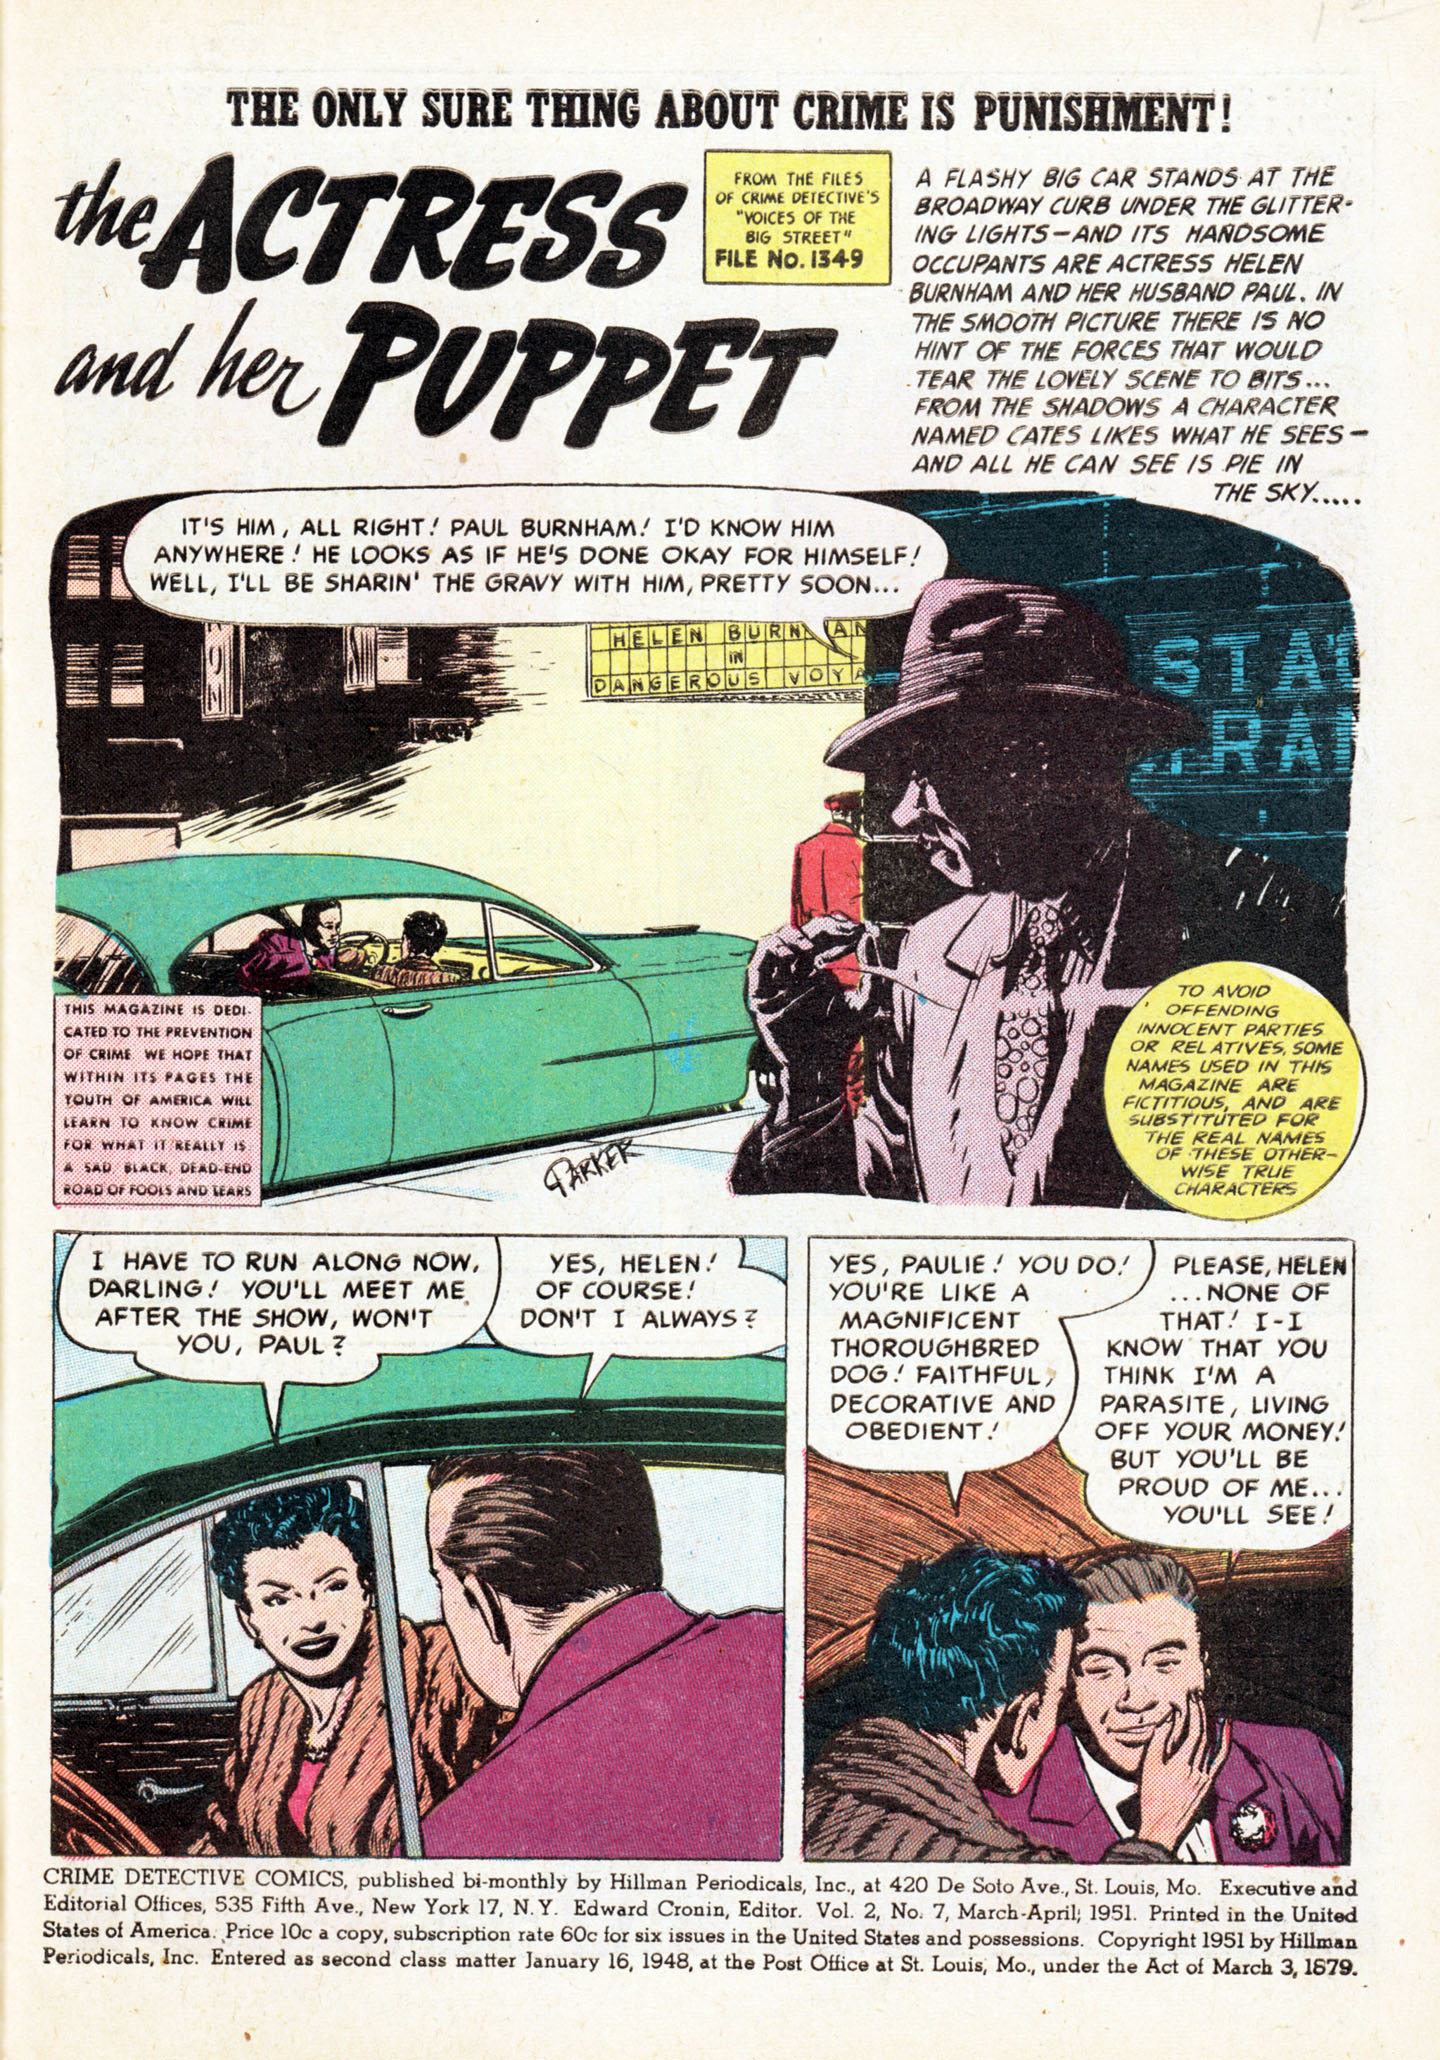 THE ONLY SURE THING ABOUT CRIME IS PUNISHMENT!
the ACTRESS
and her PUPPET
FROM THE FILES
OF CRIME DETECTIVE'S
"VOICES OF THE
BIG STREET"
FILE NO. 1349
A FLASHY BIG CAR STANDS AT THE
BROADWAY CURB UNDER THE GLITTER-
ING LIGHTS—AND ITS HANDSOME
OCCUPANTS ARE ACTRESS HELEN
BURNHAM AND HER HUSBAND PAUL. IN
THE SMOOTH PICTURE THERE IS NO
HINT OF THE FORCES THAT WOULD
TEAR THE LOVELY SCENE TO BITS...
FROM THE SHADOWS A CHARACTER
NAMED CATES LIKES WHAT HE SEES—
AND ALL HE CAN SEE IS PIE IN
THE SKY.....
IT'S HIM, ALL RIGHT! PAUL BURNHAM! I'D KNOW HIM
ANYWHERE! HE LOOKS AS IF HE'S DONE OKAY FOR HIMSELF!
WELL, I'LL BE SHARIN' THE GRAVY WITH HIM, PRETTY SOON...
HELEN BURNHAN
IN
DANGEROUS VOYA
STAT
RAN
THIS MAGAZINE IS DEDI-
CATED TO THE PREVENTION
OF CRIME. WE HOPE THAT
WITHIN ITS PAGES THE
YOUTH OF AMERICA WILL
LEARN TO KNOW CRIME
FOR WHAT IT REALLY IS
A SAD, BLACK, DEAD-END
ROAD OF FOOLS AND TEARS
PARKER
TO AVOID
OFFENDING
INNOCENT PARTIES
OR RELATIVES, SOME
NAMES USED IN THIS
MAGAZINE ARE
FICTITIOUS, AND ARE
SUBSTITUTED FOR
THE REAL NAMES
OF THESE OTHER-
WISE TRUE
CHARACTERS
I HAVE TO RUN ALONG NOW,
DARLING! YOU'LL MEET ME
AFTER THE SHOW, WON'T
YOU, PAUL?
YES, HELEN!
OF COURSE!
DON'T I ALWAYS?
YES, PAULIE! YOU DO!
YOU'RE LIKE A
MAGNIFICENT
THOROUGHBRED
DOG! FAITHFUL,
DECORATIVE AND
OBEDIENT!
PLEASE, HELEN
...NONE OF
THAT! I-I
KNOW THAT YOU
THINK I'M A
PARASITE, LIVING
OFF YOUR MONEY!
BUT YOU'LL BE
PROUD OF ME...
YOU'LL SEE!
CRIME DETECTIVE COMICS, published bi-monthly by Hillman Periodicals, Inc., at 420 De Soto Ave., St. Louis, Mo. Executive and
Editorial Offices, 535 Fifth Ave., New York 17, N.Y. Edward Cronin, Editor. Vol. 2, No. 7, March-April, 1951. Printed in the United
States of America. Price 10c a copy, subscription rate 60c for six issues in the United States and possessions. Copyright 1951 by Hillman
Periodicals, Inc. Entered as second class matter January 16, 1948, at the Post Office at St. Louis, Mo., under the Act of March 3, 1879.